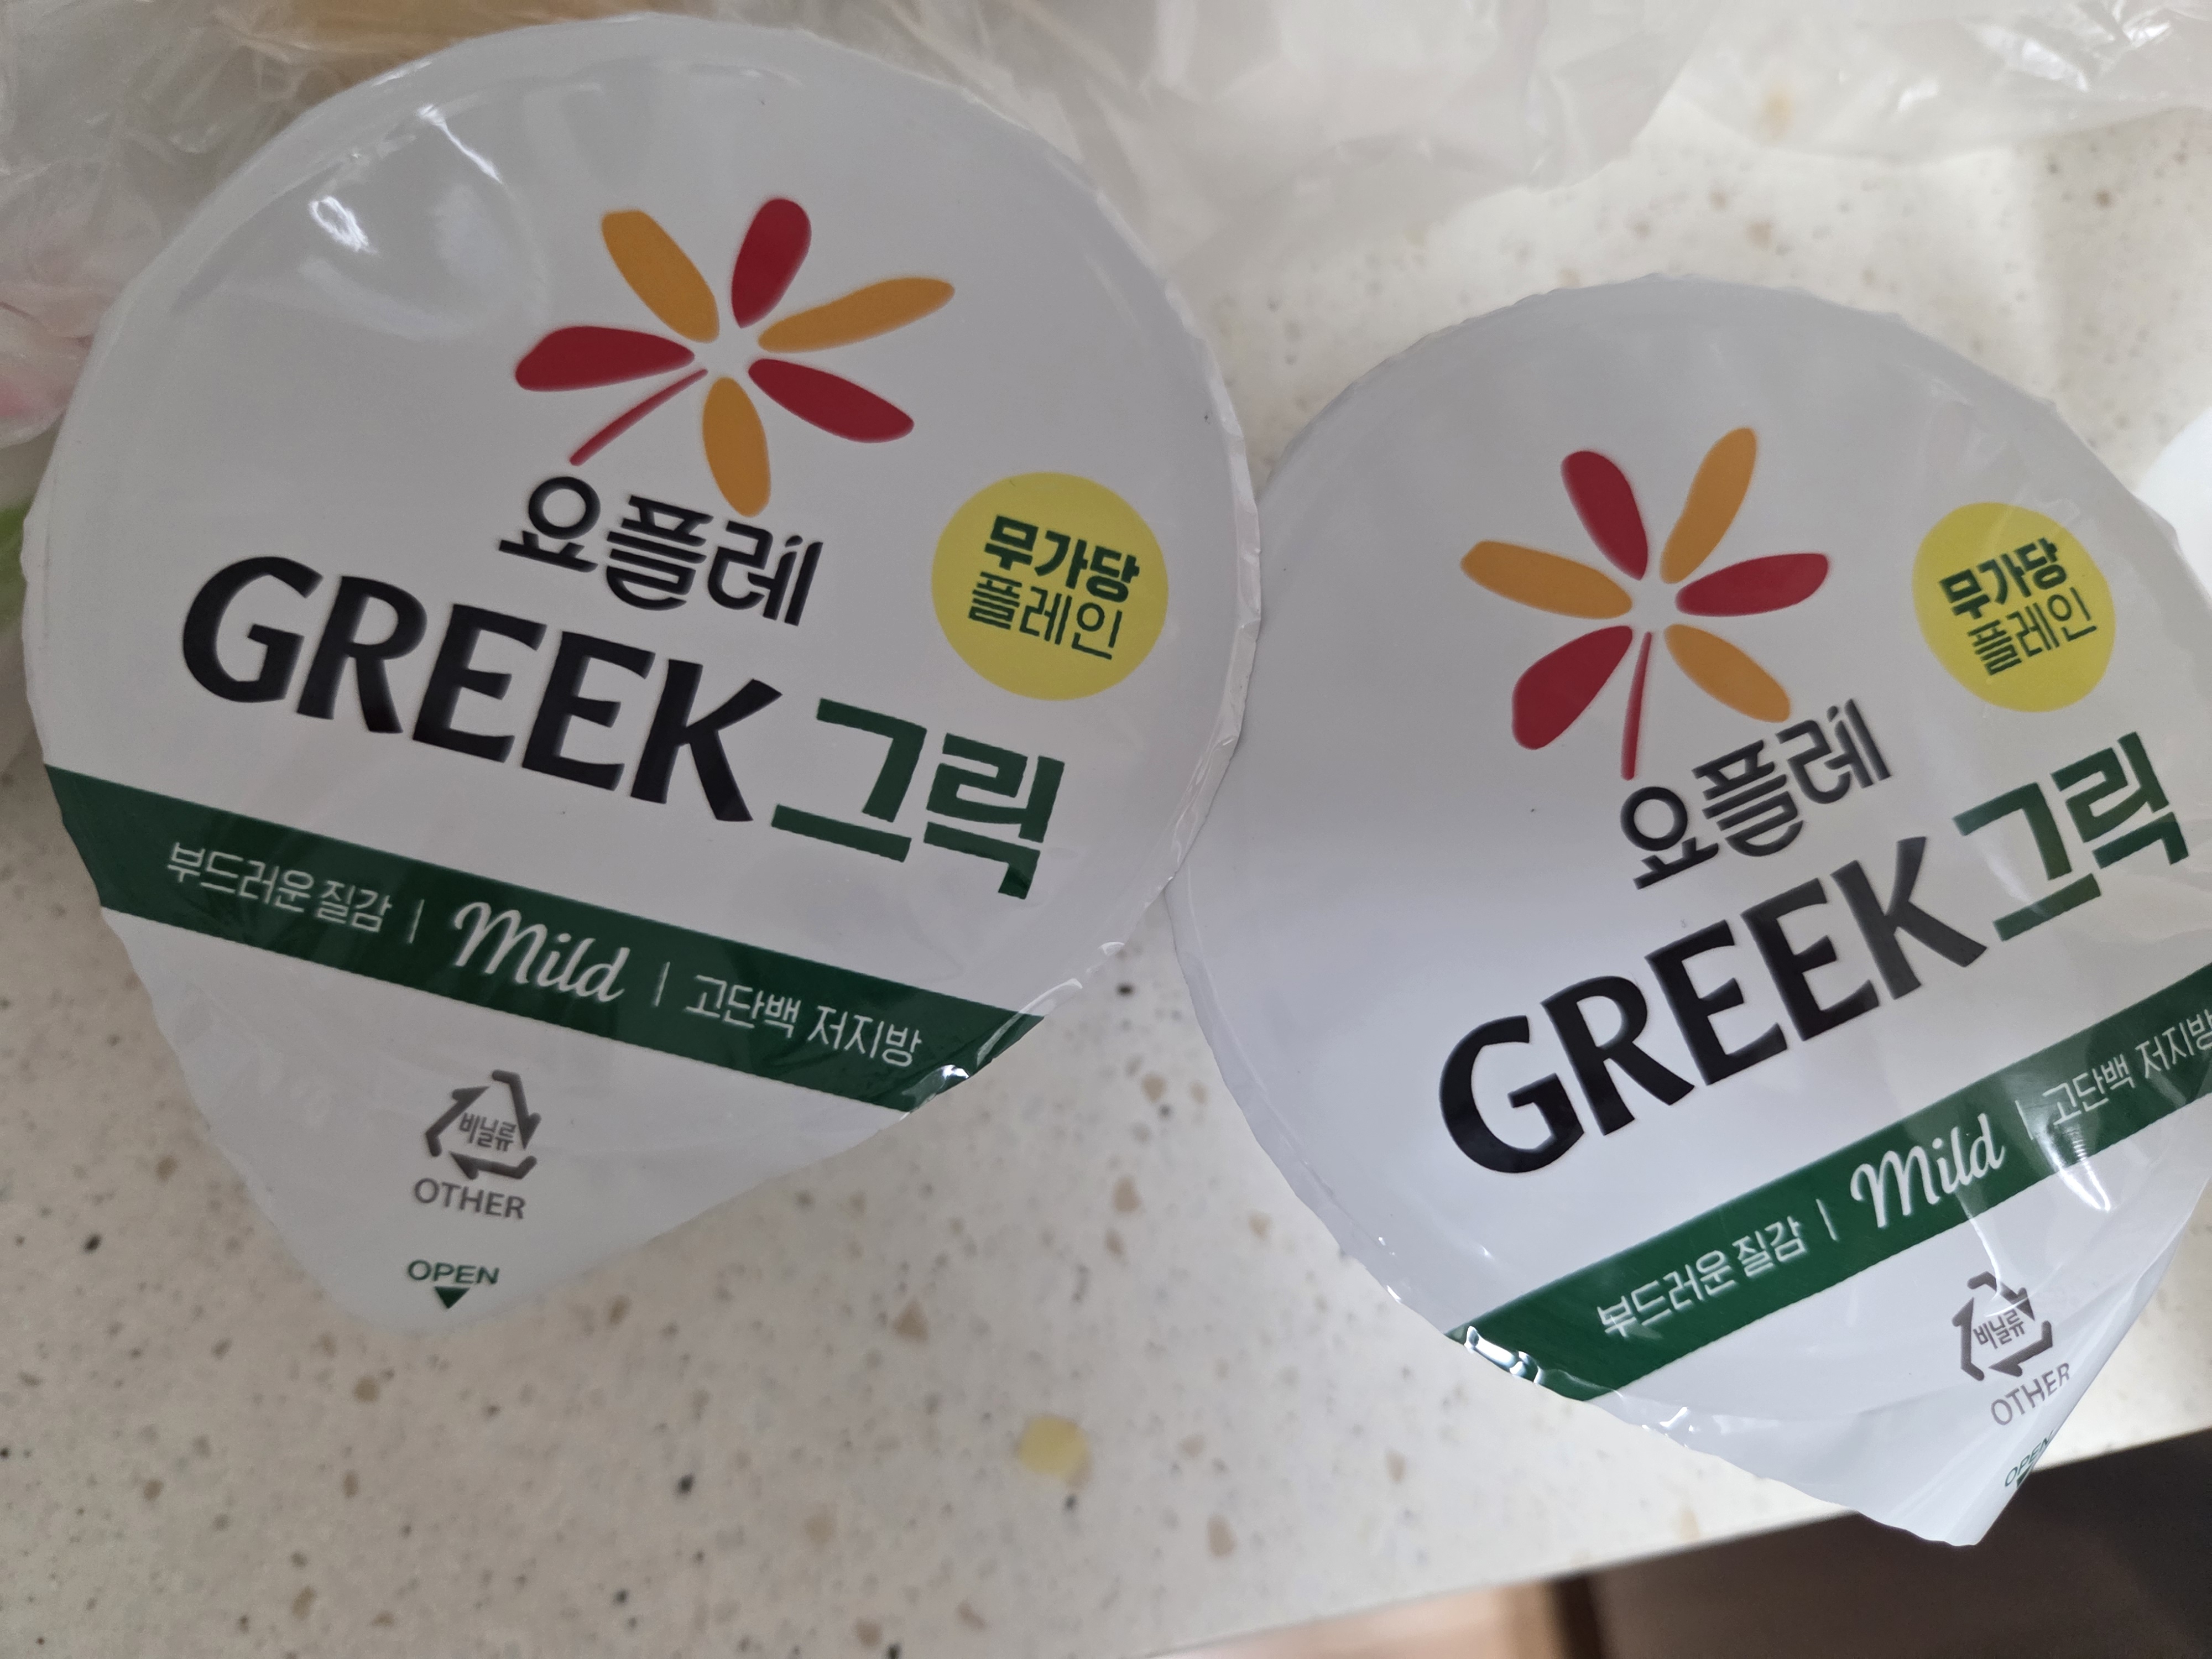 요플레
무가당
플레인
GREEK 그릭
부드러운 질감 | Mild | 고단백 저지방
비닐류
OTHER
OPEN
요플레
무가당
플레인
GREEK 그릭
부드러운 질감 | Mild | 고단백 저지방
비닐류
OTHER
OPEN